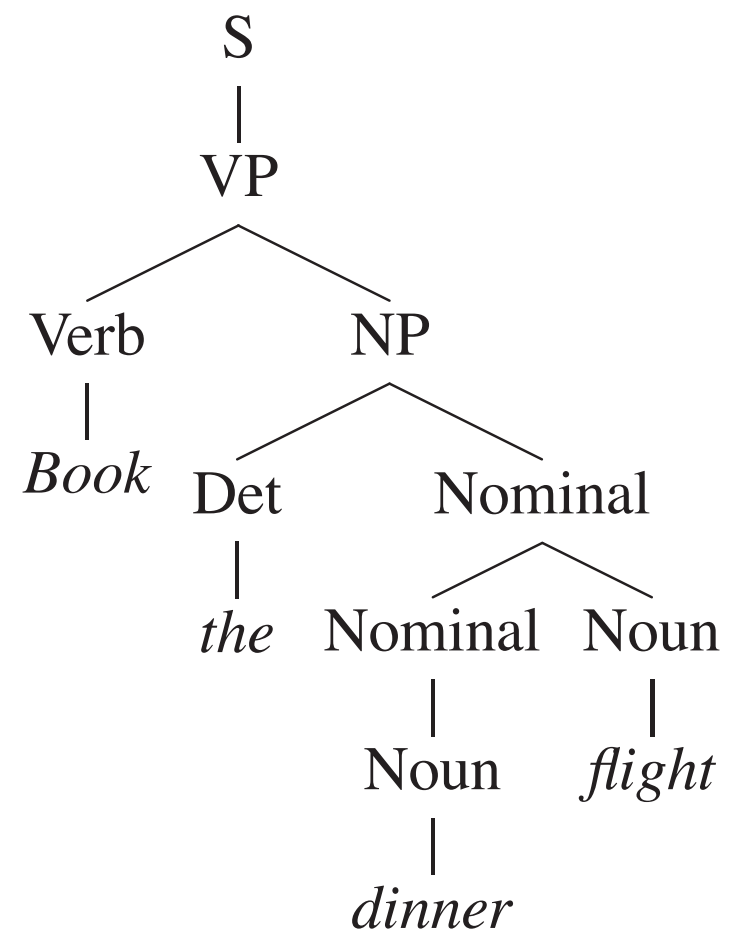 S
VP
Verb NP
Book Det Nominal
the Nominal Noun
Noun flight
dinner